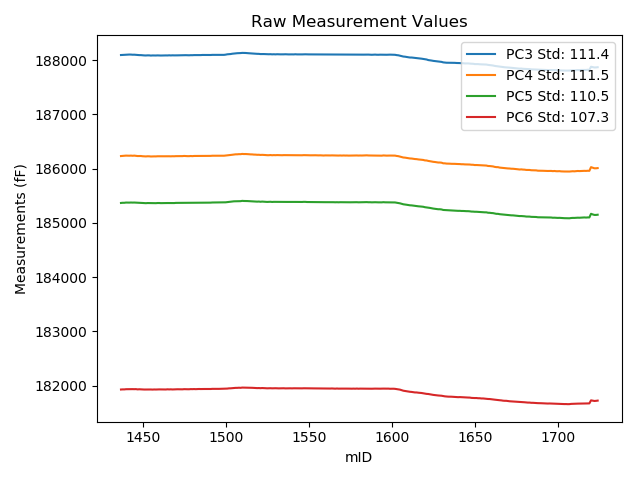 Raw Measurement Values
PC3 Std: 111.4
PC4 Std: 111.5
PC5 Std: 110.5
PC6 Std: 107.3
Measurements (fF)
188000
187000
186000
185000
184000
183000
182000
1450 1500 1550 1600 1650 1700
mID